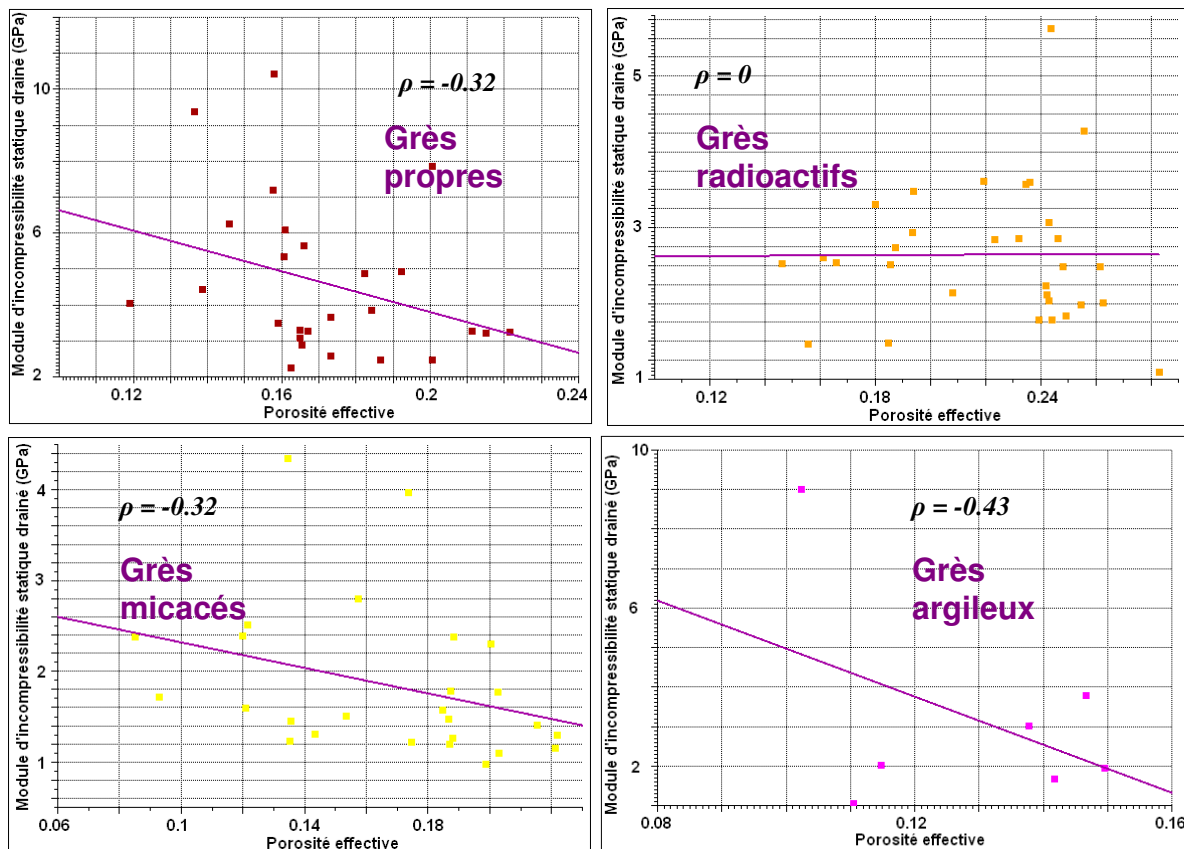 Module d'incompressibilité statique drainé (GPa)
10
6
2
ρ = -0.32
Grès
propres
0.12
0.16
0.2
0.24
Porosité effective
Module d'incompressibilité statique drainé (GPa)
5
3
1
ρ = 0
Grès
radioactifs
0.12
0.18
0.24
Porosité effective
Module d'incompressibilité statique drainé (GPa)
4
3
2
1
ρ = -0.32
Grès
micacés
0.06
0.1
0.14
0.18
Porosité effective
Module d'incompressibilité statique drainé (GPa)
10
6
2
ρ = -0.43
Grès
argileux
0.08
0.12
0.16
Porosité effective